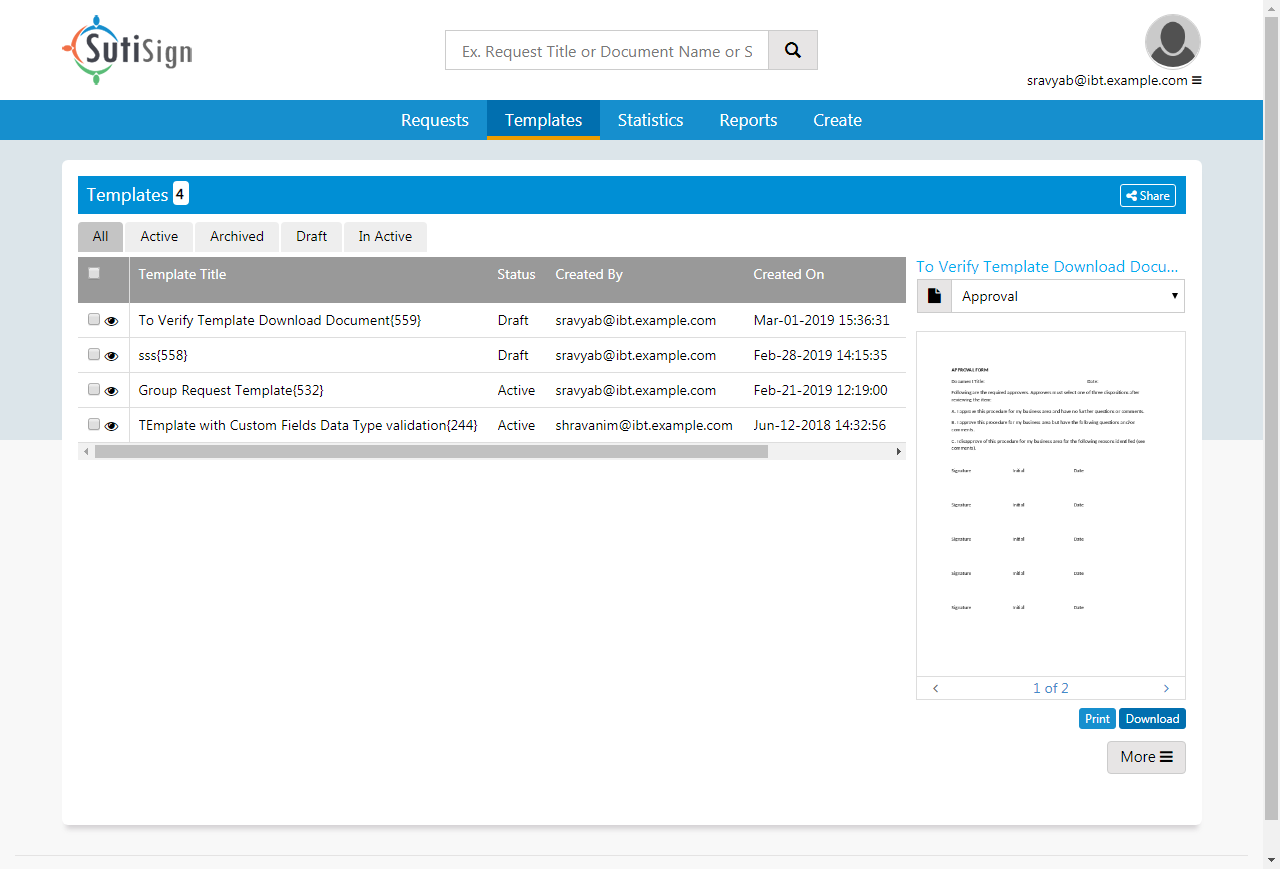 SutiSign
Ex. Request Title or Document Name or S
sravyab@ibt.example.com
Requests Templates Statistics Reports Create
Templates 4
Share
All Active Archived Draft In Active
Template Title Status Created By Created On
To Verify Template Download Document{559} Draft sravyab@ibt.example.com Mar-01-2019 15:36:31
sss{558} Draft sravyab@ibt.example.com Feb-28-2019 14:15:35
Group Request Template{532} Active sravyab@ibt.example.com Feb-21-2019 12:19:00
TEmplate with Custom Fields Data Type validation{244} Active shravanim@ibt.example.com Jun-12-2018 14:32:56
To Verify Template Download Docu...
Approval
APPROVAL FORM
Document Title: Date:
Following are the required approvers. Approvers must select one of three dispositions after
reviewing the item:
A. I approve this procedure for my business area and have no further questions or comments.
B. I approve this procedure for my business area but have the following questions and/or
comments.
C. I disapprove of this procedure for my business area for the following reasons identified (see
comments).
Signature Initial Date
Signature Initial Date
Signature Initial Date
Signature Initial Date
Signature Initial Date
1 of 2
Print Download
More